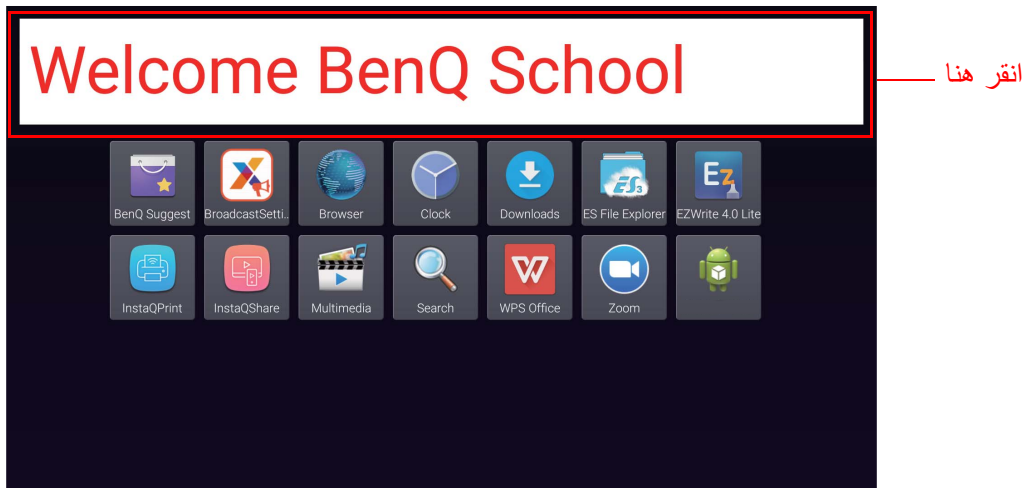 Welcome BenQ School
انقر هنا
BenQ Suggest
BroadcastSetti..
Browser
Clock
Downloads
ES File Explorer
EZWrite 4.0 Lite
InstaQPrint
InstaQShare
Multimedia
Search
WPS Office
Zoom